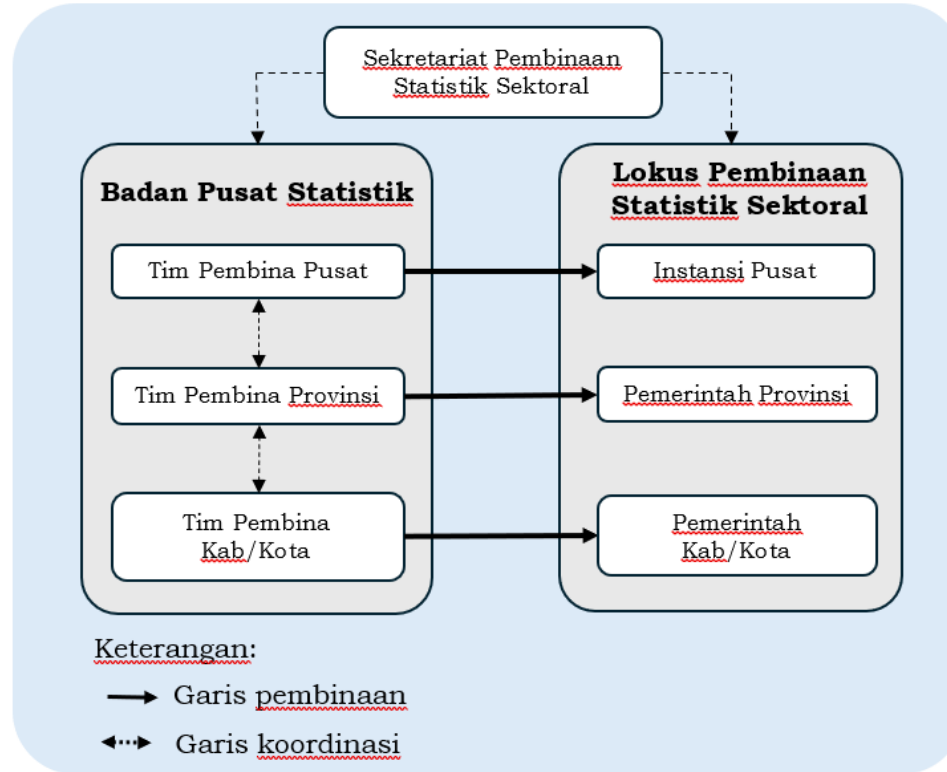 Sekretariat Pembinaan
Statistik Sektoral
Badan Pusat Statistik
Lokus Pembinaan
Statistik Sektoral
Tim Pembina Pusat
Instansi Pusat
Tim Pembina Provinsi
Pemerintah Provinsi
Tim Pembina
Kab/Kota
Pemerintah
Kab/Kota
Keterangan:
Garis pembinaan
Garis koordinasi